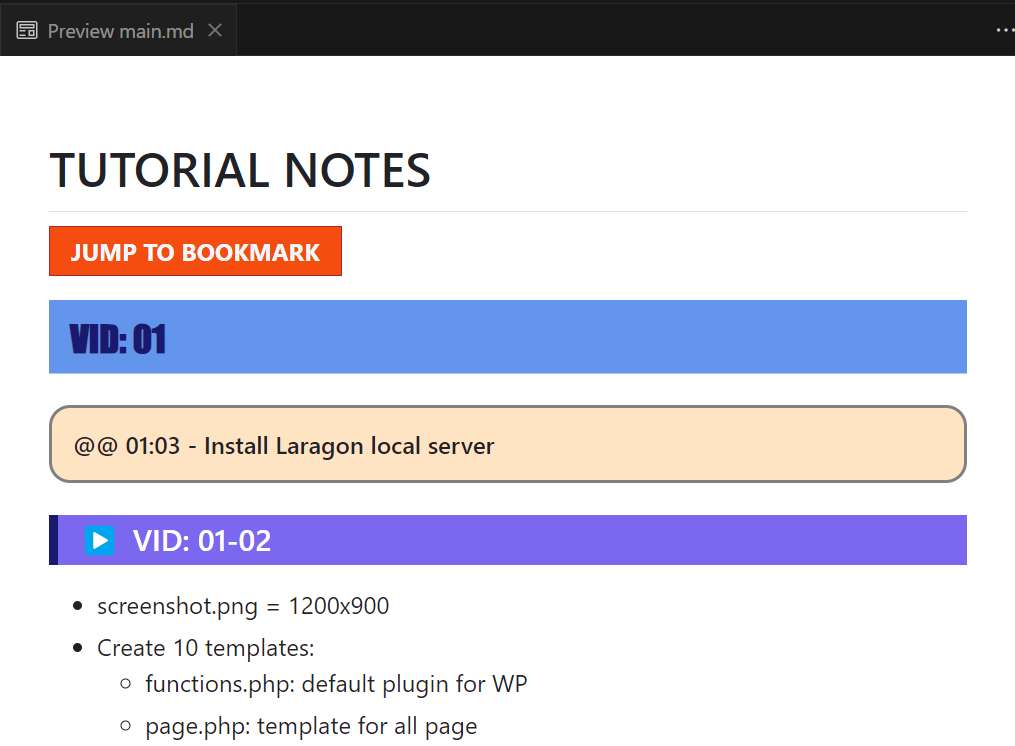 Preview main.md
TUTORIAL NOTES
JUMP TO BOOKMARK
VID: 01
@@ 01:03 - Install Laragon local server
VID: 01-02
screenshot.png = 1200x900
Create 10 templates:
functions.php: default plugin for WP
page.php: template for all page